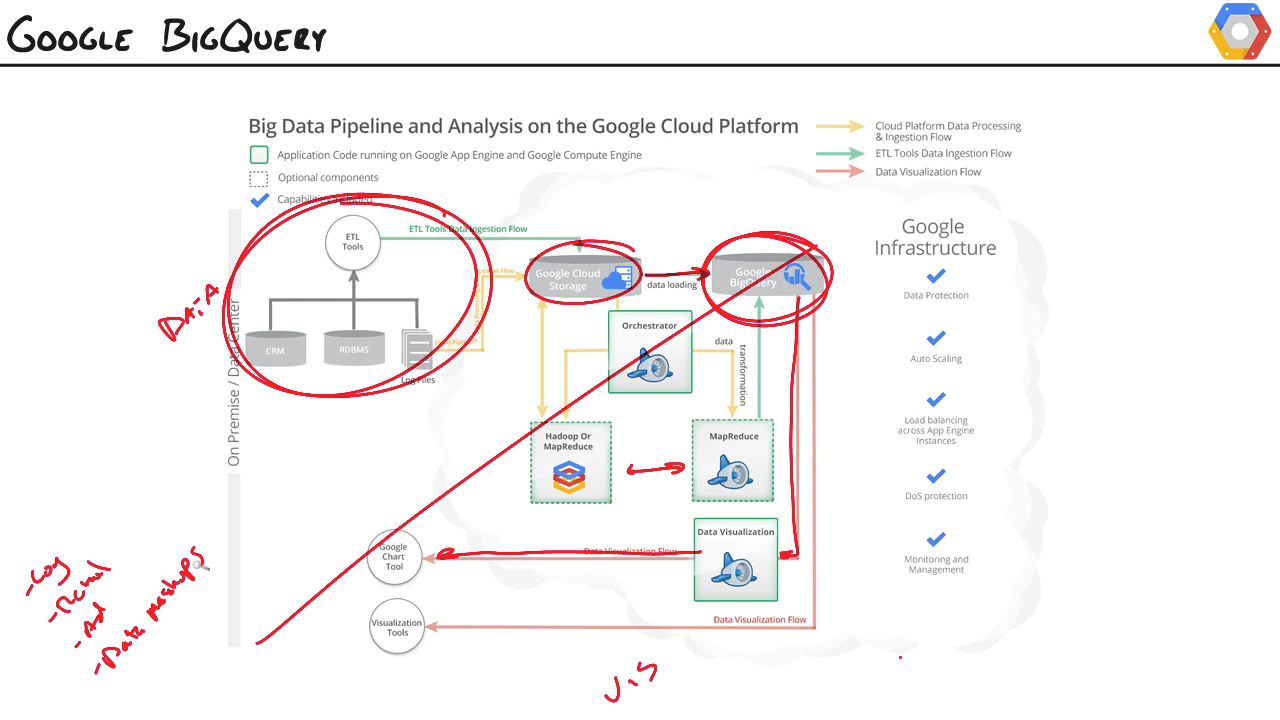 GOOGLE BIGQUERY
Big Data Pipeline and Analysis on the Google Cloud Platform
Application Code running on Google App Engine and Google Compute Engine
Optional components
Cloud Platform Data Processing
& Ingestion Flow
ETL Tools Data Ingestion Flow
Data Visualization Flow
On Premise / Data Center
DATA
ETL
Tools
ETL Tools Data Ingestion Flow
CRM
RDBMS
Log Files
Google Cloud
Storage
data loading
Google
BigQuery
Orchestrator
data
transformation
Hadoop Or
MapReduce
MapReduce
Data Visualization
Google
Chart
Tool
Data Visualization Flow
Visualization
Tools
Data Visualization Flow
Google
Infrastructure
Data Protection
Auto Scaling
Load balancing
across App Engine
Instances
DoS protection
Monitoring and
Management
-Log
-Retail
-Ad
-Data mashups
VIS